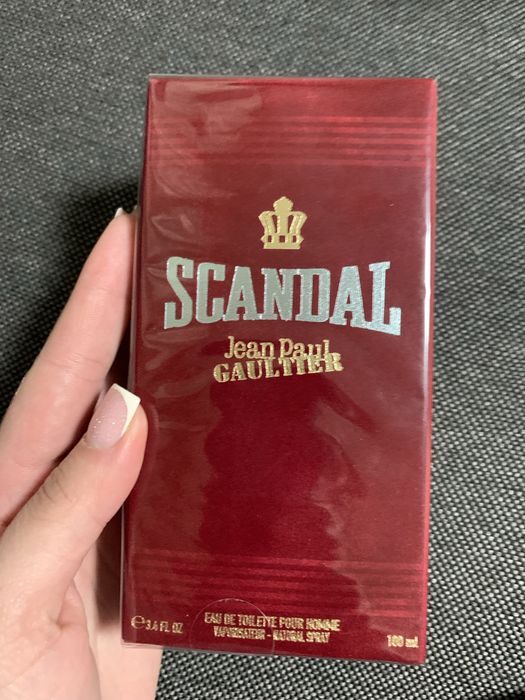 SCANDAL
Jean Paul
GAULTIER
EAU DE TOILETTE POUR HOMME
VAPORISATEUR - NATURAL SPRAY
℮3.4 FL OZ
100 ml